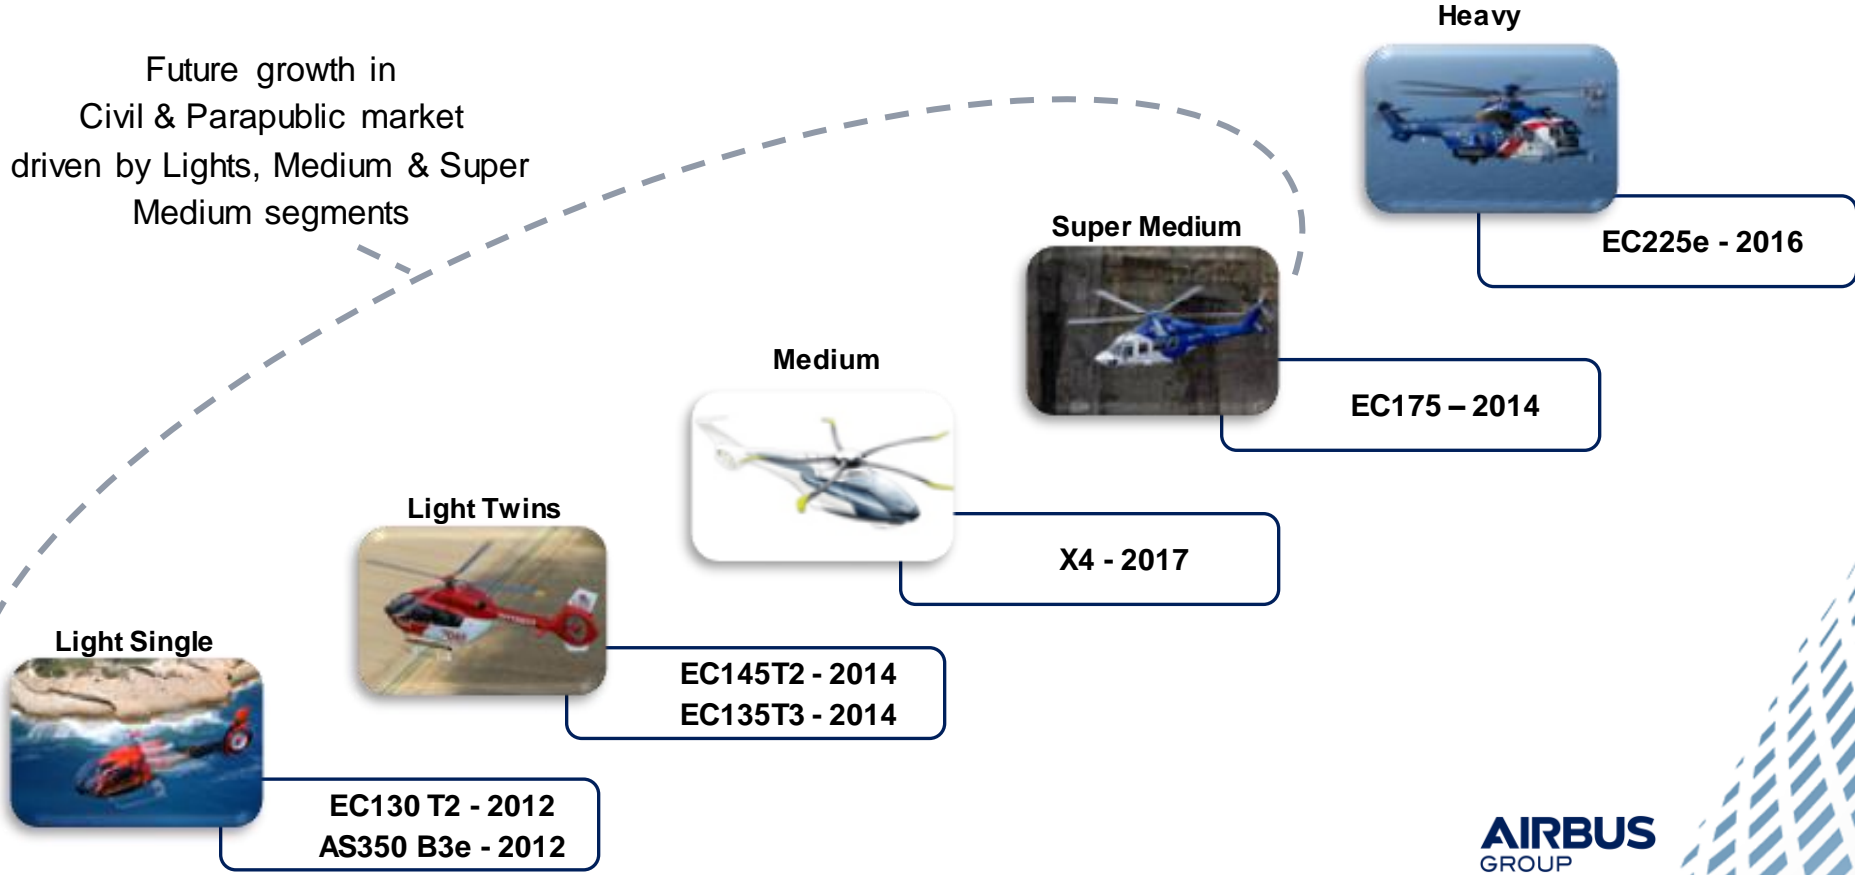 Heavy
Future growth in
Civil & Parapublic market
driven by Lights, Medium & Super
Medium segments
EC225e - 2016
Super Medium
EC175 – 2014
Medium
X4 - 2017
Light Twins
EC145T2 - 2014
EC135T3 - 2014
Light Single
EC130 T2 - 2012
AS350 B3e - 2012
AIRBUS
GROUP